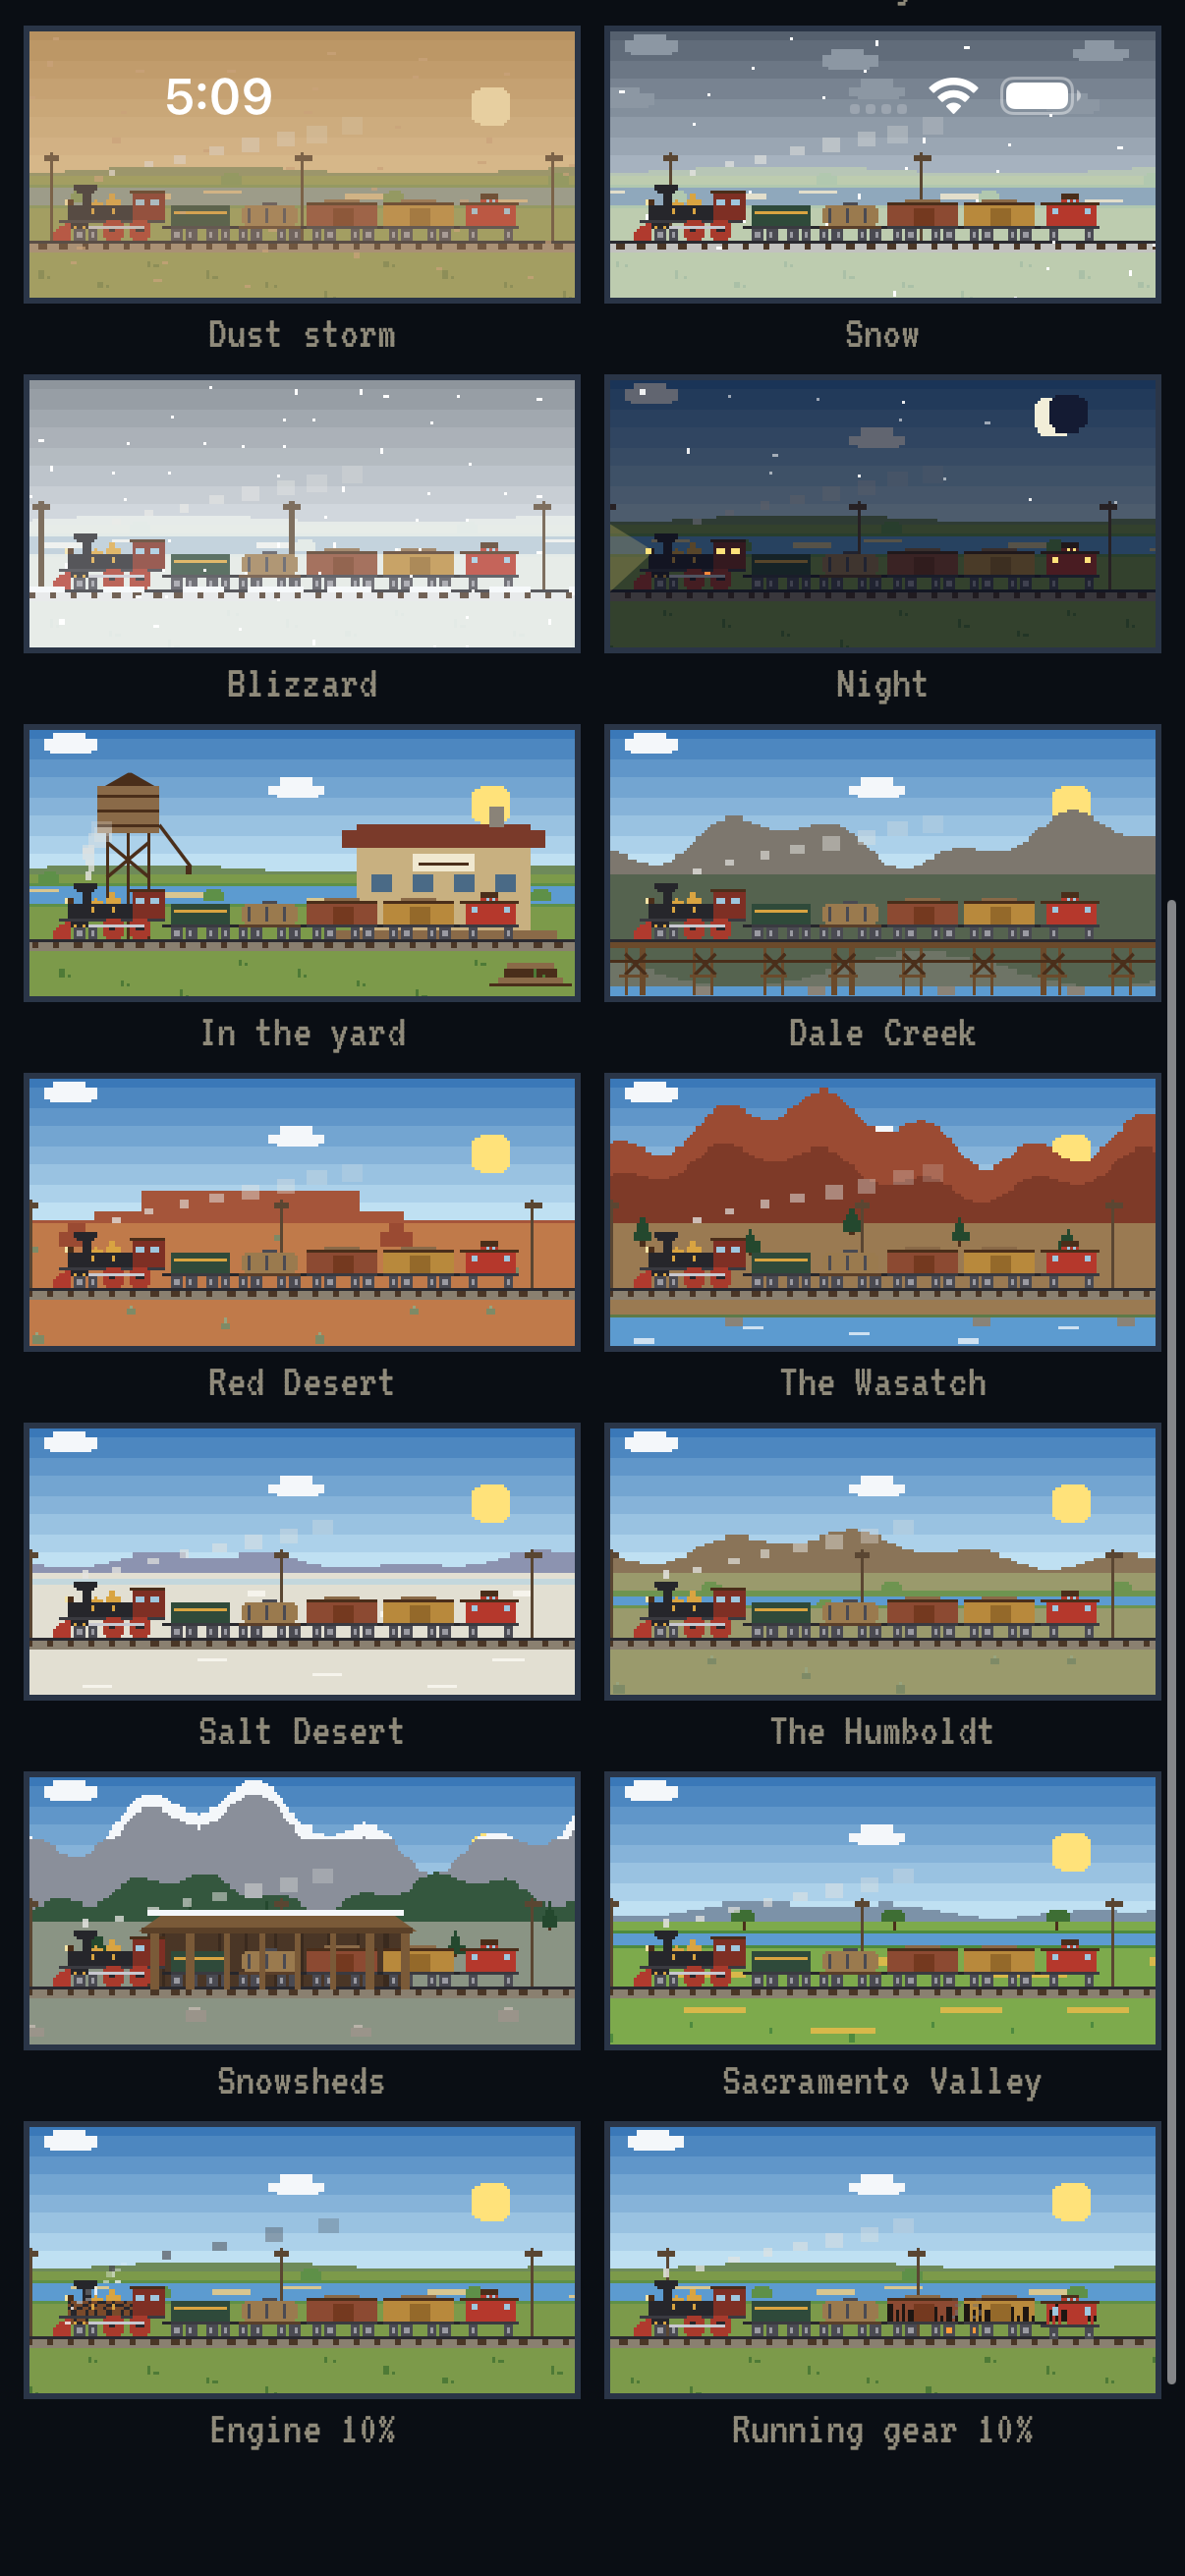 5:09
Dust storm
Snow
Blizzard
Night
In the yard
Dale Creek
Red Desert
The Wasatch
Salt Desert
The Humboldt
Snowsheds
Sacramento Valley
Engine 10%
Running gear 10%